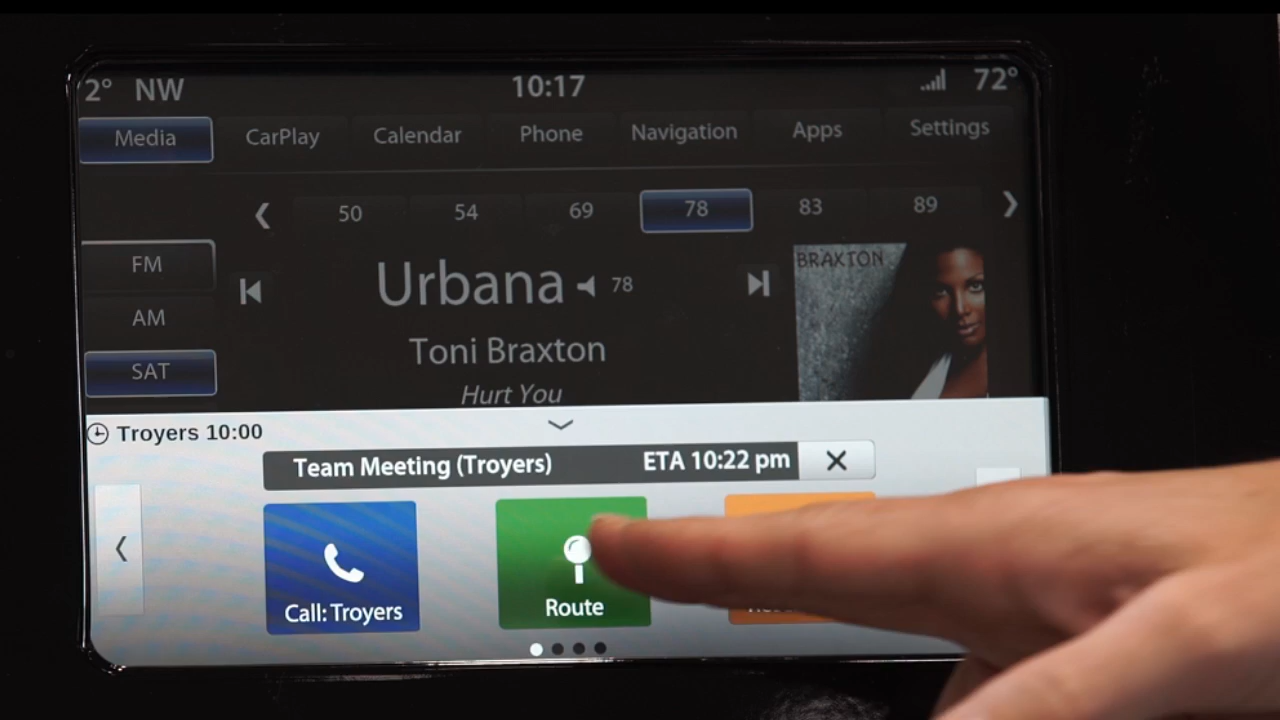 2° NW 10:17 72°
Media CarPlay Calendar Phone Navigation Apps Settings
50 54 69 78 83 89
FM
AM
SAT
Urbana 78
Toni Braxton
Hurt You
BRAXTON
Troyers 10:00
Team Meeting (Troyers) ETA 10:22 pm
Call: Troyers
Route